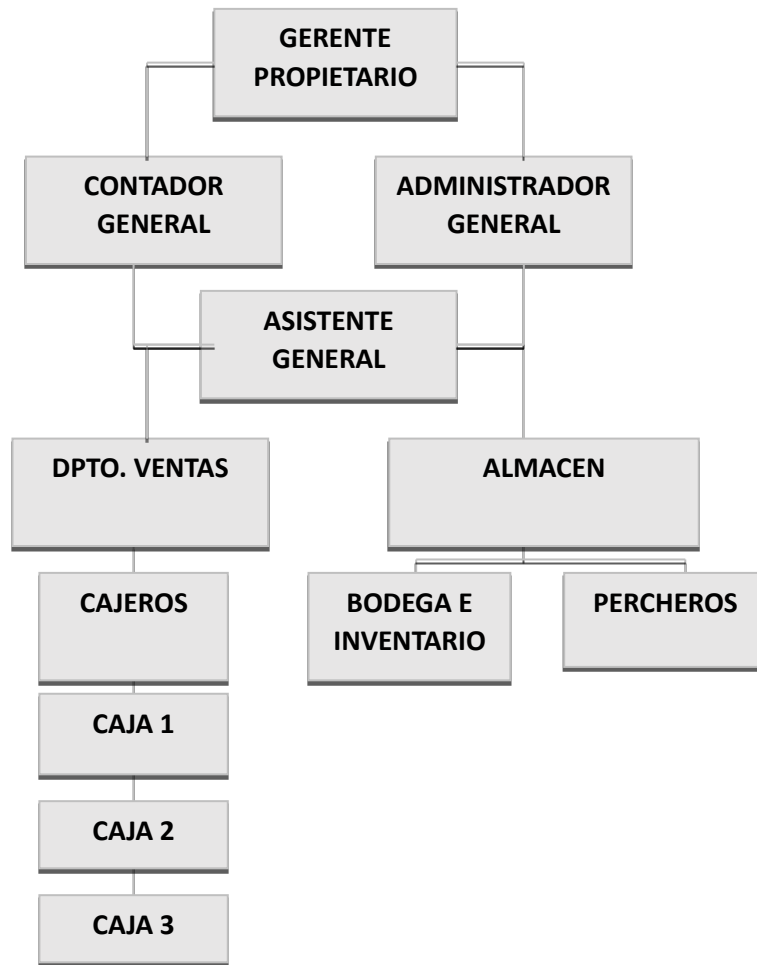 GERENTE
PROPIETARIO
CONTADOR
GENERAL
ADMINISTRADOR
GENERAL
ASISTENTE
GENERAL
DPTO. VENTAS
ALMACEN
CAJEROS
BODEGA E
INVENTARIO
PERCHEROS
CAJA 1
CAJA 2
CAJA 3